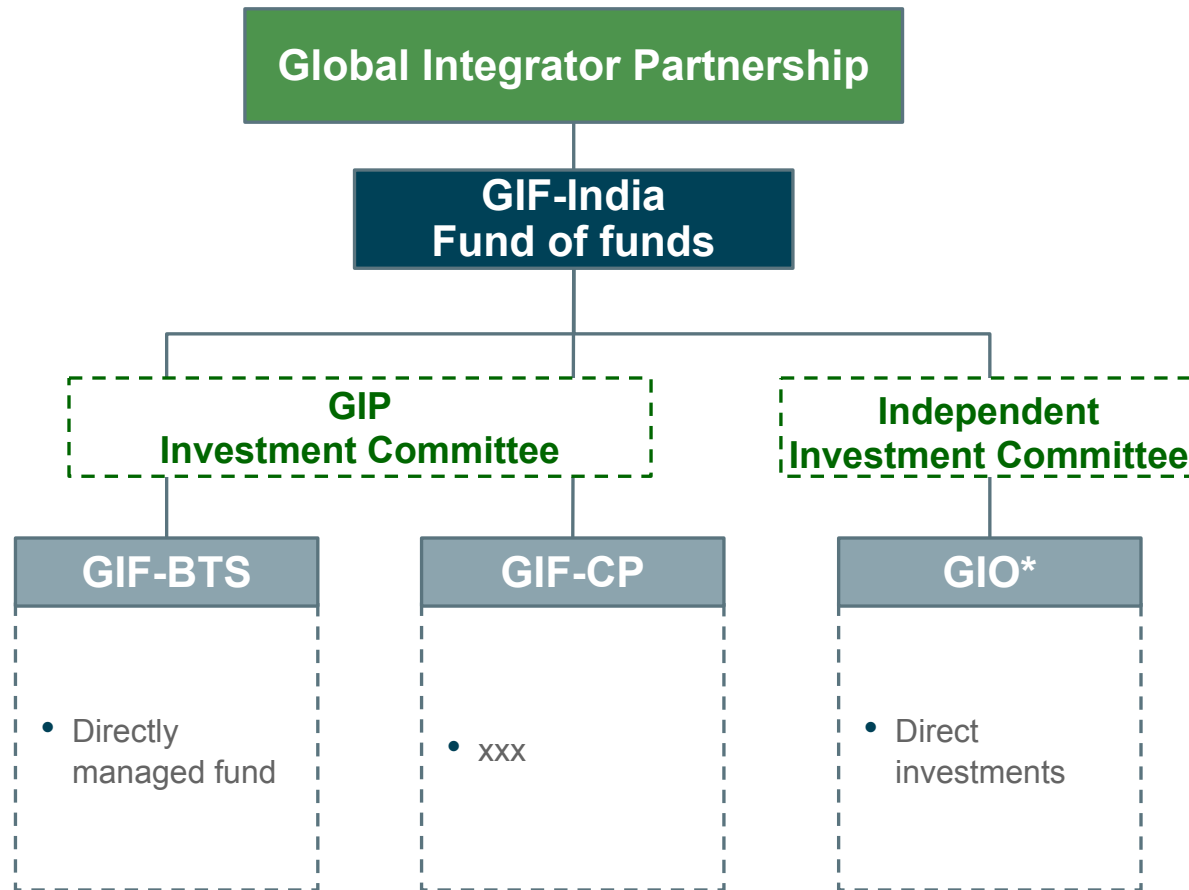 Global Integrator Partnership
GIF-India
Fund of funds
GIP
Investment Committee
Independent
Investment Committee
GIF-BTS
GIF-CP
GIO*
• Directly
managed fund
• xxx
• Direct
investments